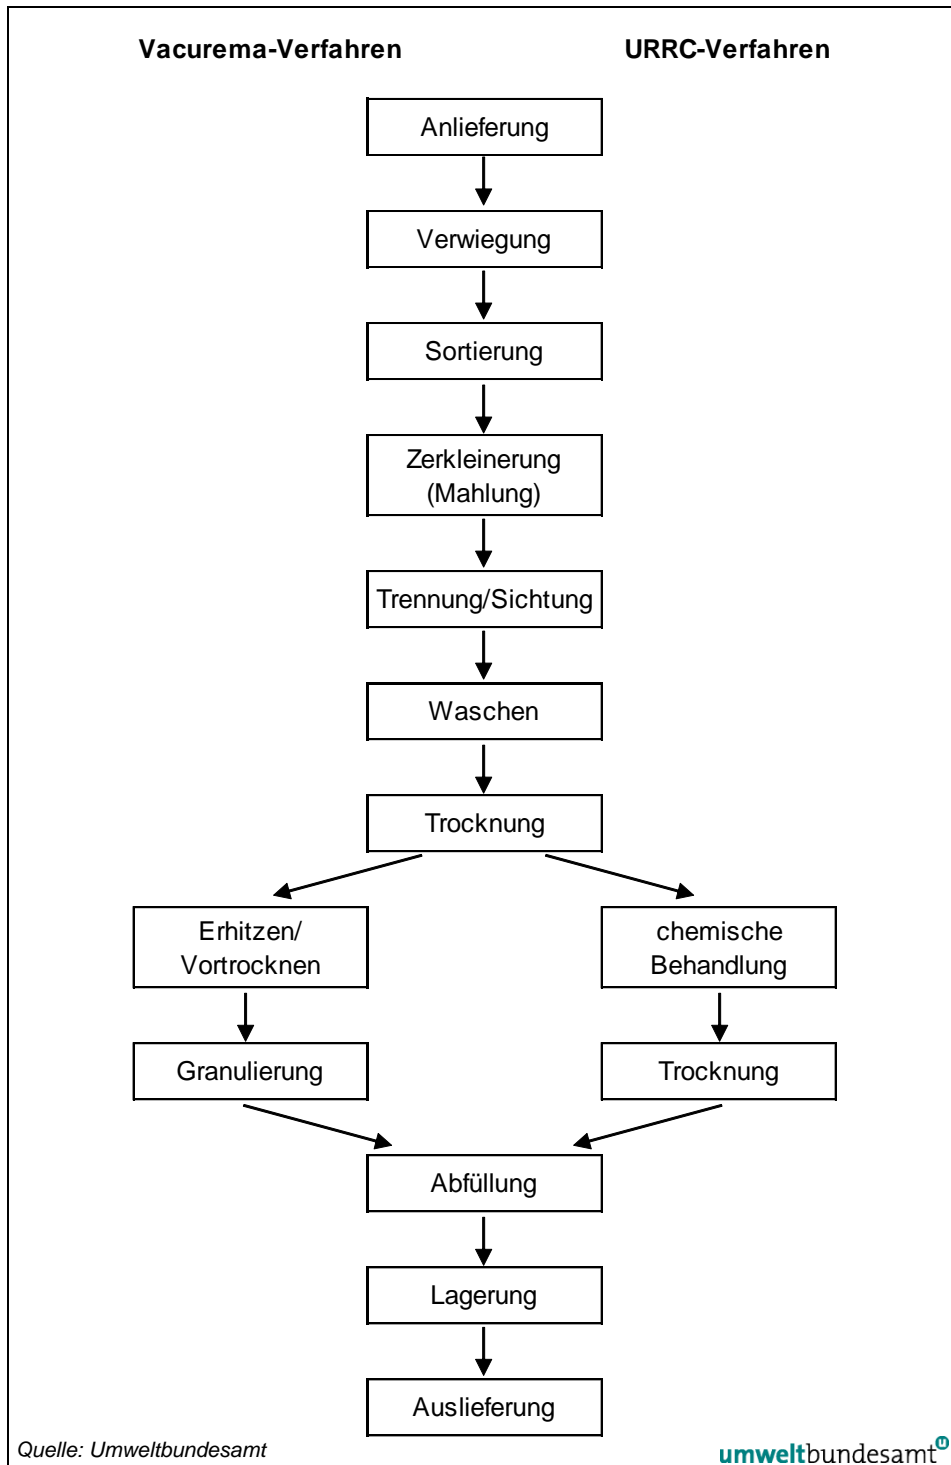 Vacurema-Verfahren
URRC-Verfahren
Anlieferung
Verwiegung
Sortierung
Zerkleinerung
(Mahlung)
Trennung/Sichtung
Waschen
Trocknung
Erhitzen/
Vortrocknen
chemische
Behandlung
Granulierung
Trocknung
Abfüllung
Lagerung
Auslieferung
Quelle: Umweltbundesamt
umweltbundesamt